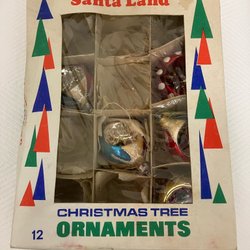 Santa Land
CHRISTMAS TREE
12 ORNAMENTS